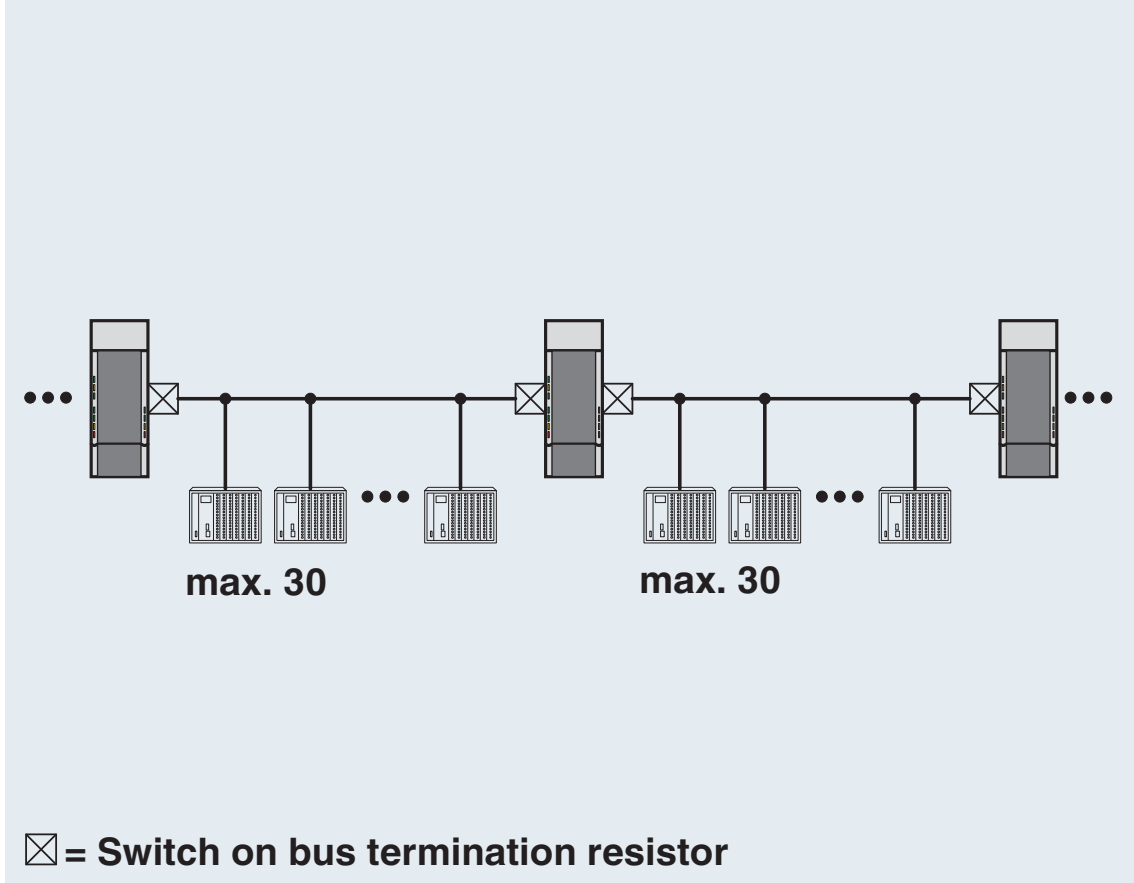 max. 30
max. 30
= Switch on bus termination resistor